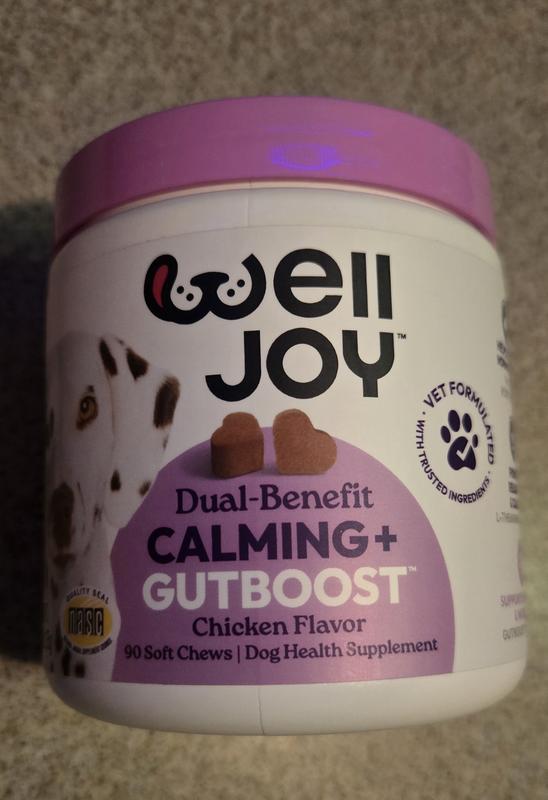 Well
JOY™
VET FORMULATED
WITH TRUSTED INGREDIENTS
Dual-Benefit
CALMING+
GUTBOOST™
Chicken Flavor
90 Soft Chews | Dog Health Supplement
QUALITY SEAL
nasc